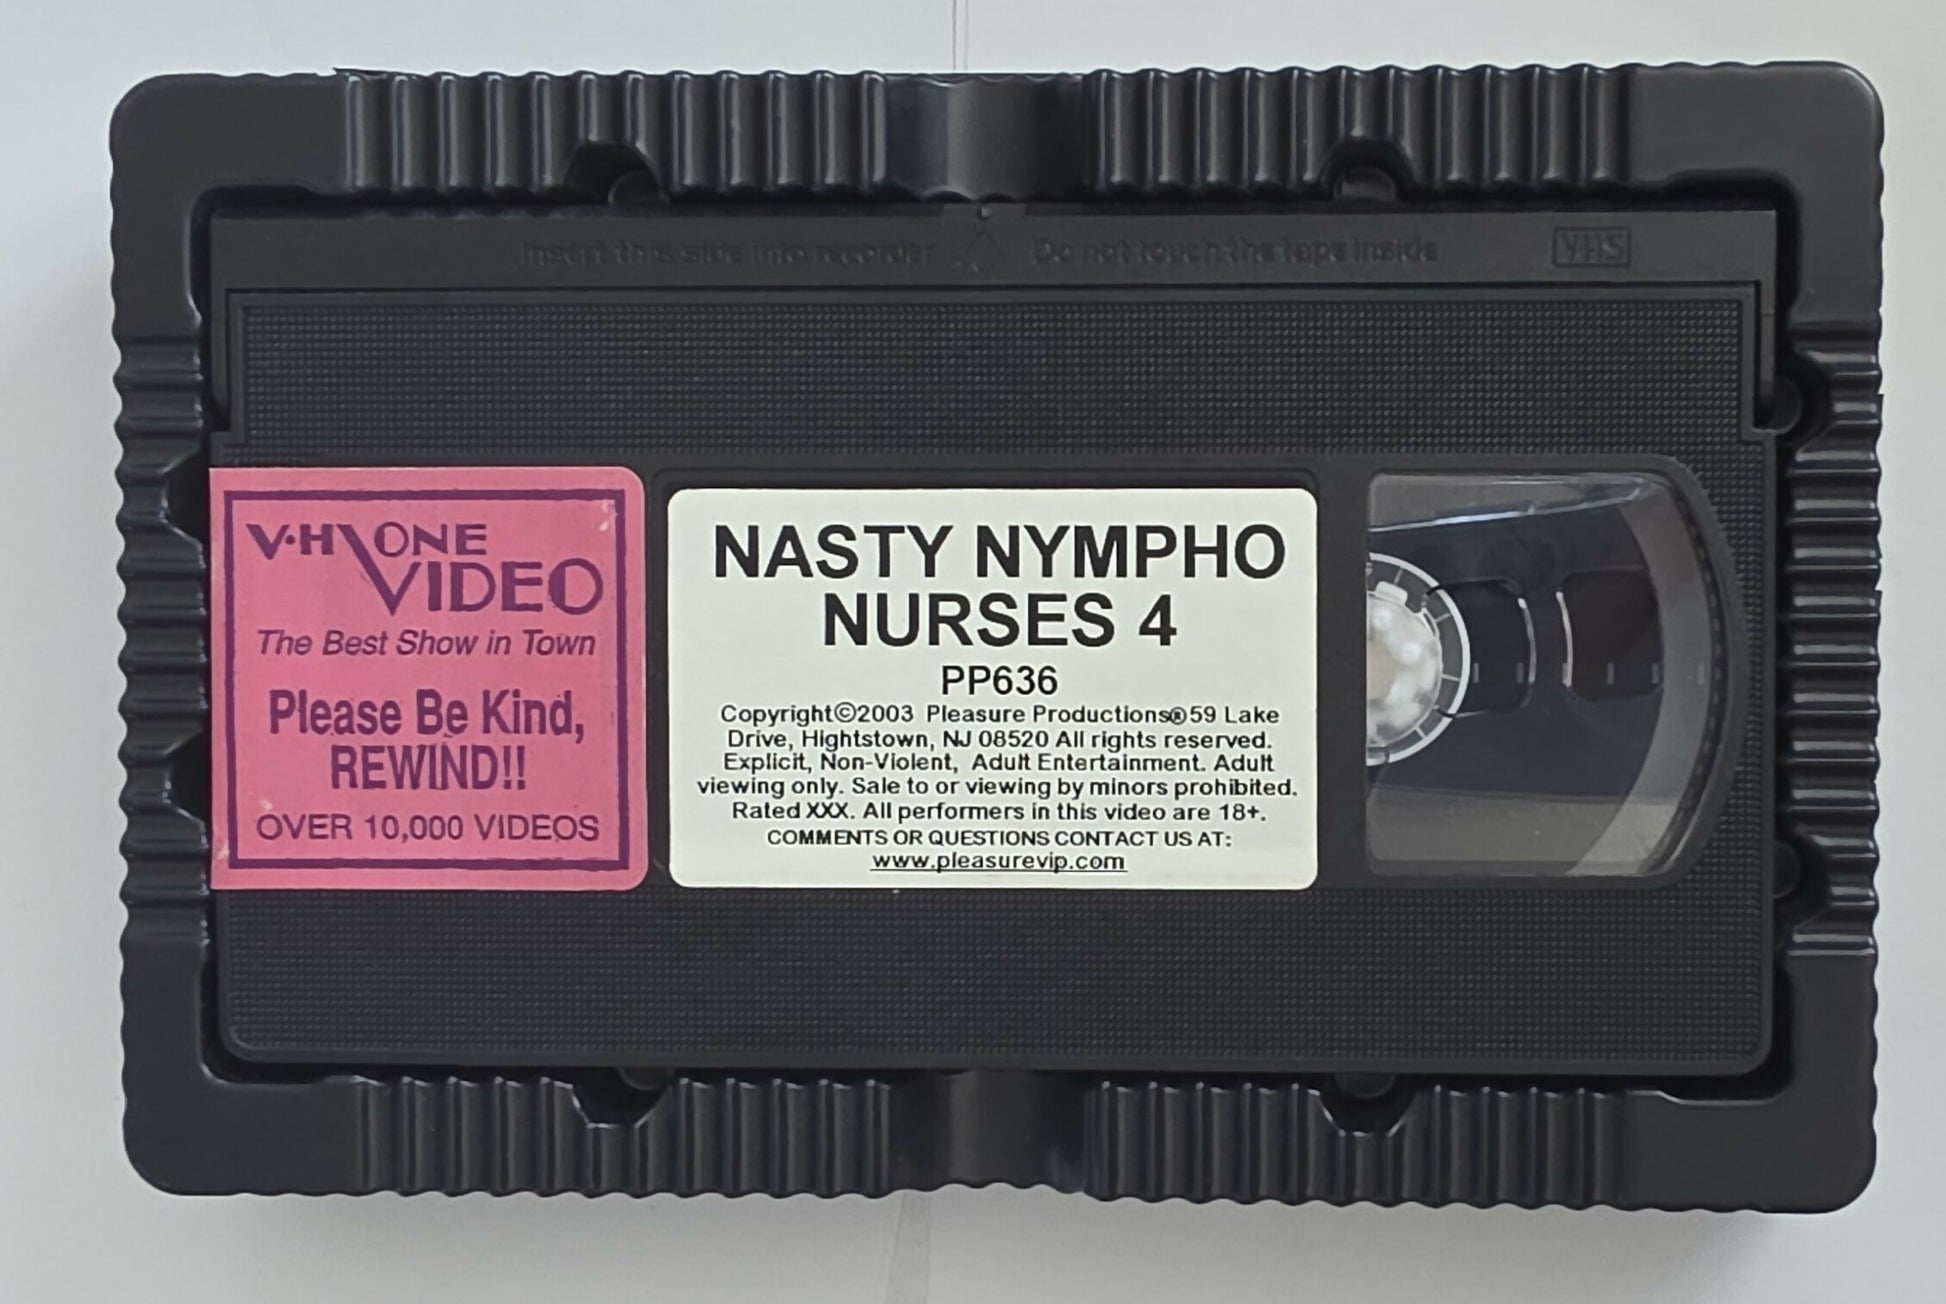 Insert this side into recorder Do not touch the tape inside VHS
V·H ONE
VIDEO
The Best Show in Town
Please Be Kind,
REWIND!!
OVER 10,000 VIDEOS
NASTY NYMPHO
NURSES 4
PP636
Copyright©2003 Pleasure Productions®59 Lake
Drive, Hightstown, NJ 08520 All rights reserved.
Explicit, Non-Violent, Adult Entertainment. Adult
viewing only. Sale to or viewing by minors prohibited.
Rated XXX. All performers in this video are 18+.
COMMENTS OR QUESTIONS CONTACT US AT:
www.pleasurevip.com